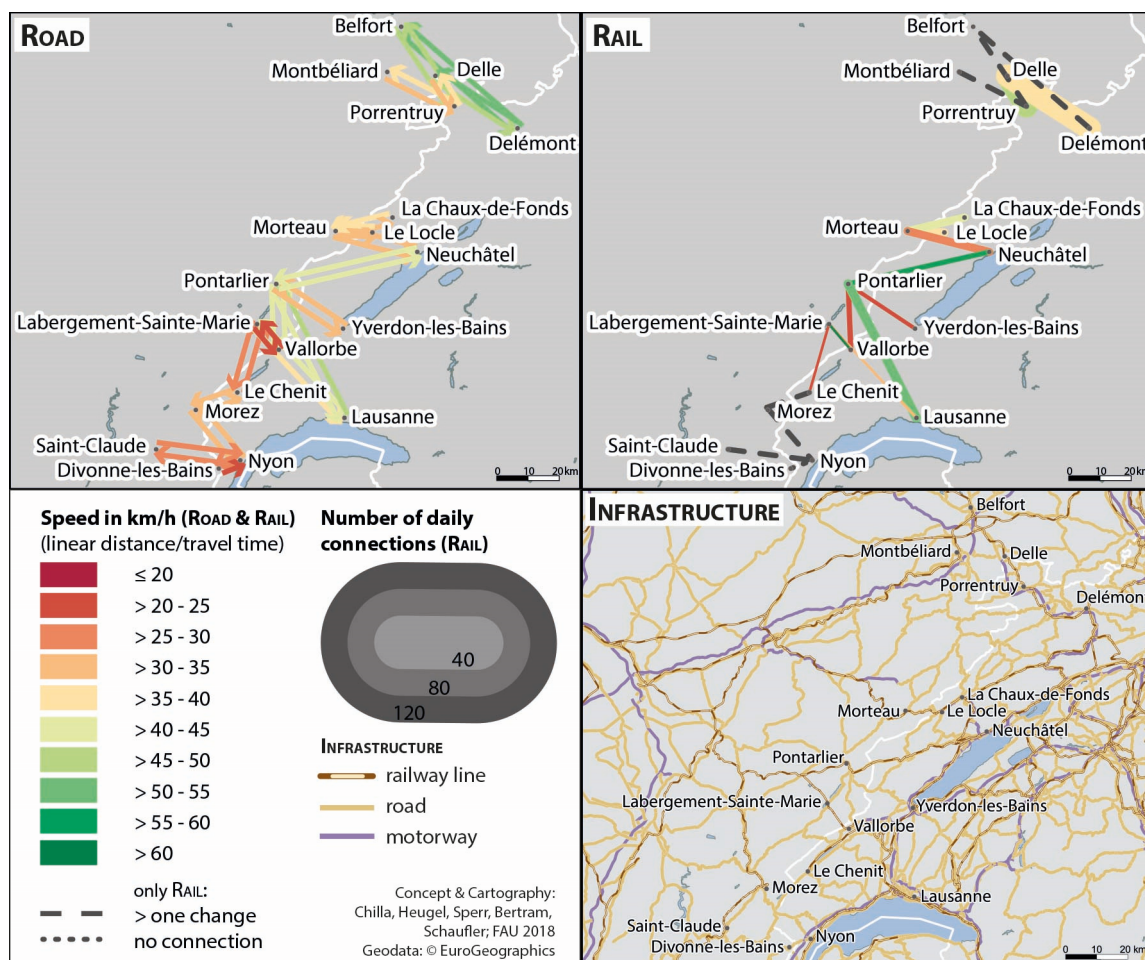 ROAD
Belfort
Montbéliard
Delle
Porrentruy
Delémont
La Chaux-de-Fonds
Morteau
Le Locle
Neuchâtel
Pontarlier
Labergement-Sainte-Marie
Yverdon-les-Bains
Vallorbe
Le Chenit
Morez
Lausanne
Saint-Claude
Nyon
Divonne-les-Bains
0 10 20 km
RAIL
Belfort
Montbéliard
Delle
Porrentruy
Delémont
La Chaux-de-Fonds
Morteau
Le Locle
Neuchâtel
Pontarlier
Labergement-Sainte-Marie
Yverdon-les-Bains
Vallorbe
Le Chenit
Morez
Lausanne
Saint-Claude
Nyon
Divonne-les-Bains
0 10 20 km
Speed in km/h (ROAD & RAIL)
(linear distance/travel time)
≤ 20
> 20 - 25
> 25 - 30
> 30 - 35
> 35 - 40
> 40 - 45
> 45 - 50
> 50 - 55
> 55 - 60
> 60
only RAIL:
> one change
no connection
Number of daily
connections (RAIL)
40
80
120
INFRASTRUCTURE
railway line
road
motorway
Concept & Cartography:
Chilla, Heugel, Sperr, Bertram,
Schaufler; FAU 2018
Geodata: © EuroGeographics
INFRASTRUCTURE
Belfort
Montbéliard
Delle
Porrentruy
Delémont
La Chaux-de-Fonds
Morteau
Le Locle
Neuchâtel
Pontarlier
Labergement-Sainte-Marie
Yverdon-les-Bains
Vallorbe
Le Chenit
Morez
Lausanne
Saint-Claude
Nyon
Divonne-les-Bains
0 10 20 km